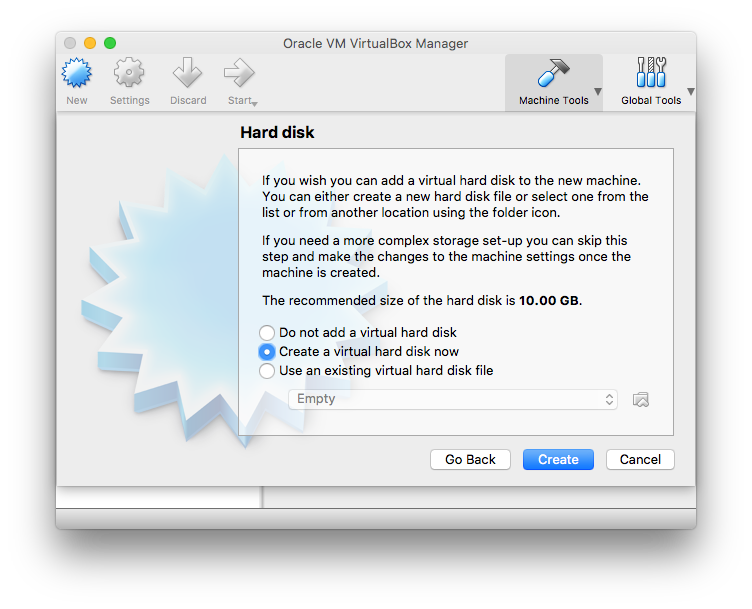 Oracle VM VirtualBox Manager
New
Settings
Discard
Start
Machine Tools
Global Tools
Hard disk
If you wish you can add a virtual hard disk to the new machine.
You can either create a new hard disk file or select one from the
list or from another location using the folder icon.
If you need a more complex storage set-up you can skip this
step and make the changes to the machine settings once the
machine is created.
The recommended size of the hard disk is 10.00 GB.
Do not add a virtual hard disk
Create a virtual hard disk now
Use an existing virtual hard disk file
Empty
Go Back
Create
Cancel